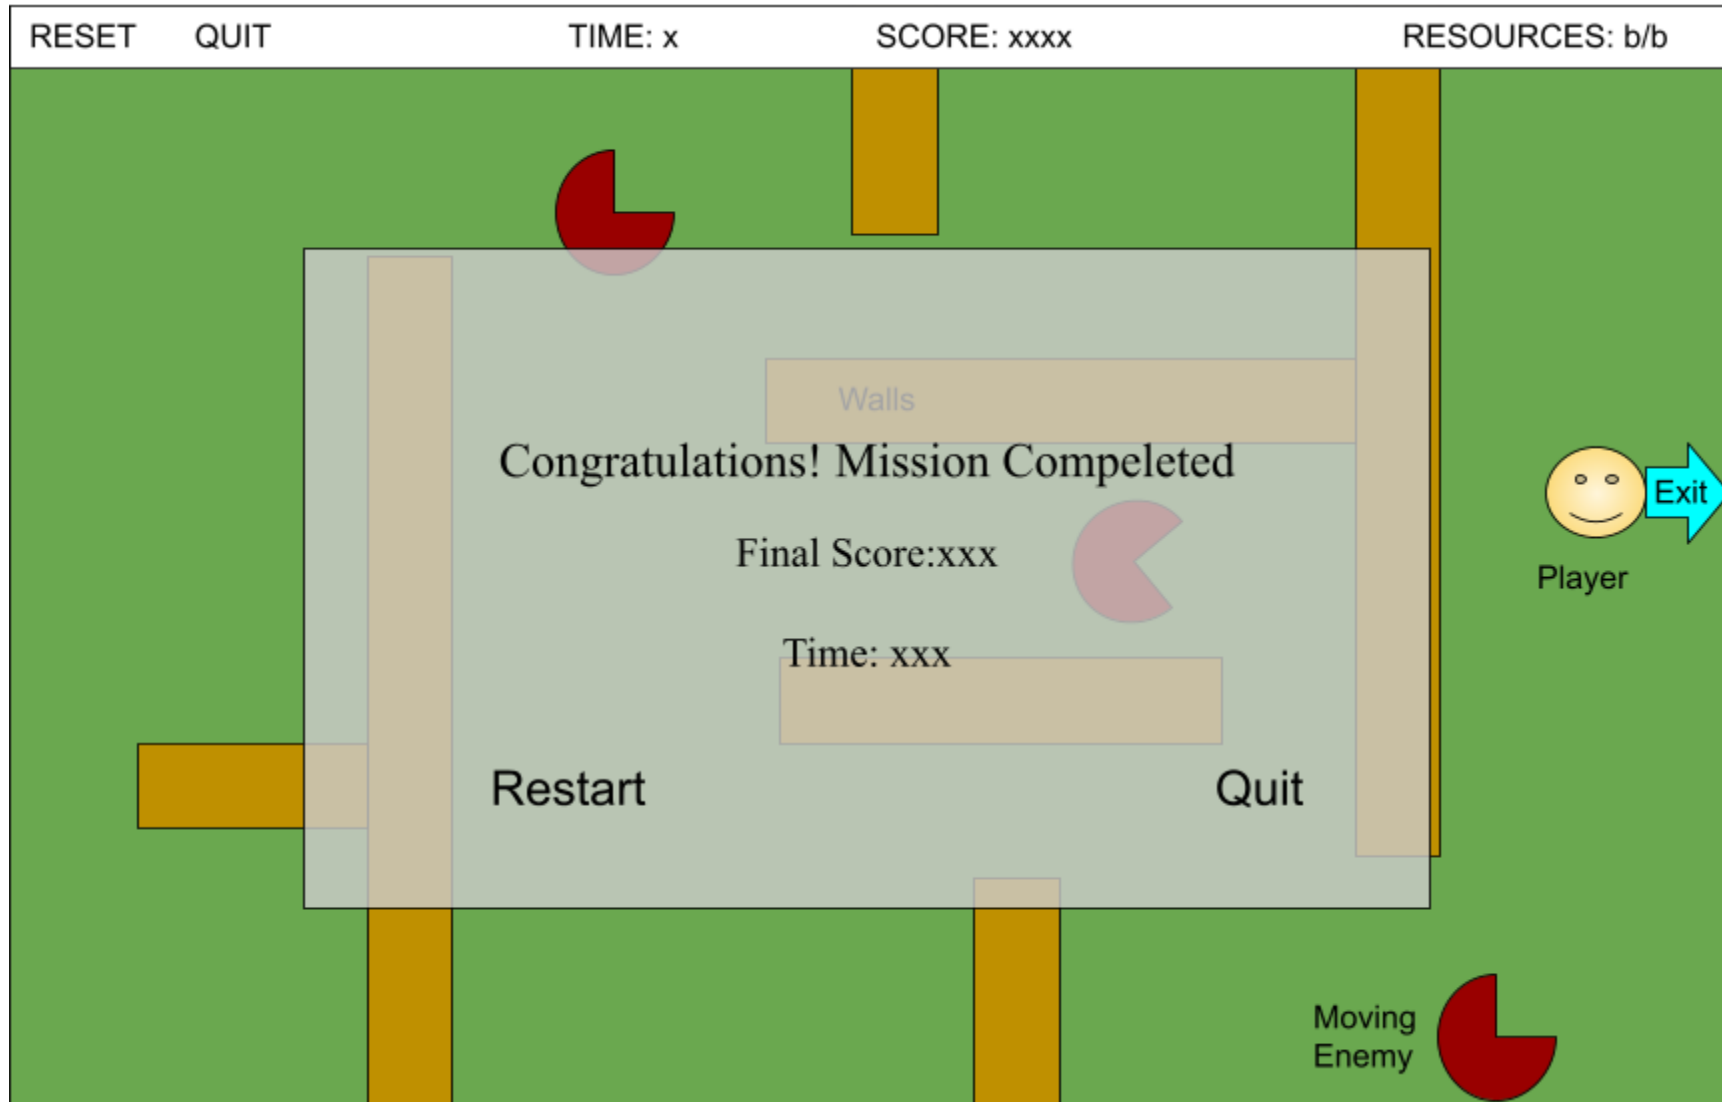 RESET QUIT TIME: x SCORE: xxxx RESOURCES: b/b
Walls
Congratulations! Mission Compeleted
Exit
Final Score:xxx
Player
Time: xxx
Restart Quit
Moving
Enemy